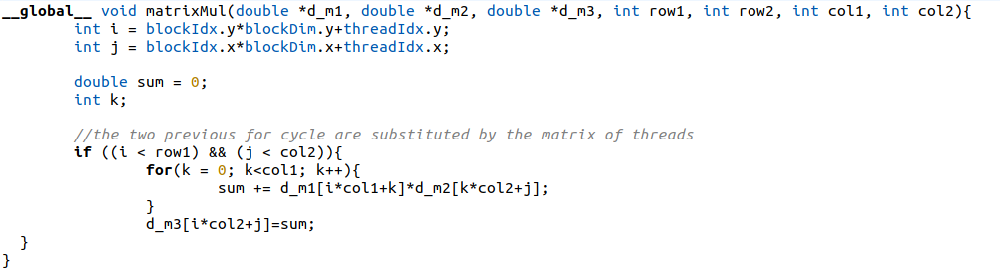 __global__ void matrixMul(double *d_m1, double *d_m2, double *d_m3, int row1, int row2, int col1, int col2){
        int i = blockIdx.y*blockDim.y+threadIdx.y;
        int j = blockIdx.x*blockDim.x+threadIdx.x;

        double sum = 0;
        int k;

        //the two previous for cycle are substituted by the matrix of threads
        if ((i < row1) && (j < col2)){
                for(k = 0; k<col1; k++){
                        sum += d_m1[i*col1+k]*d_m2[k*col2+j];
                }
                d_m3[i*col2+j]=sum;
  }
}